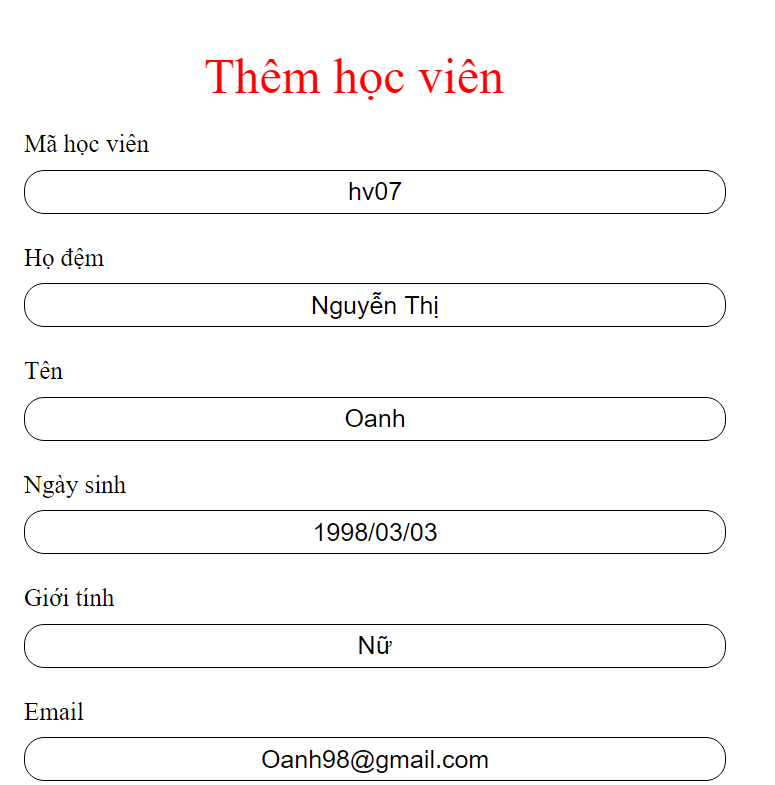 Thêm học viên
Mã học viên
hv07
Họ đệm
Nguyễn Thị
Tên
Oanh
Ngày sinh
1998/03/03
Giới tính
Nữ
Email
Oanh98@gmail.com